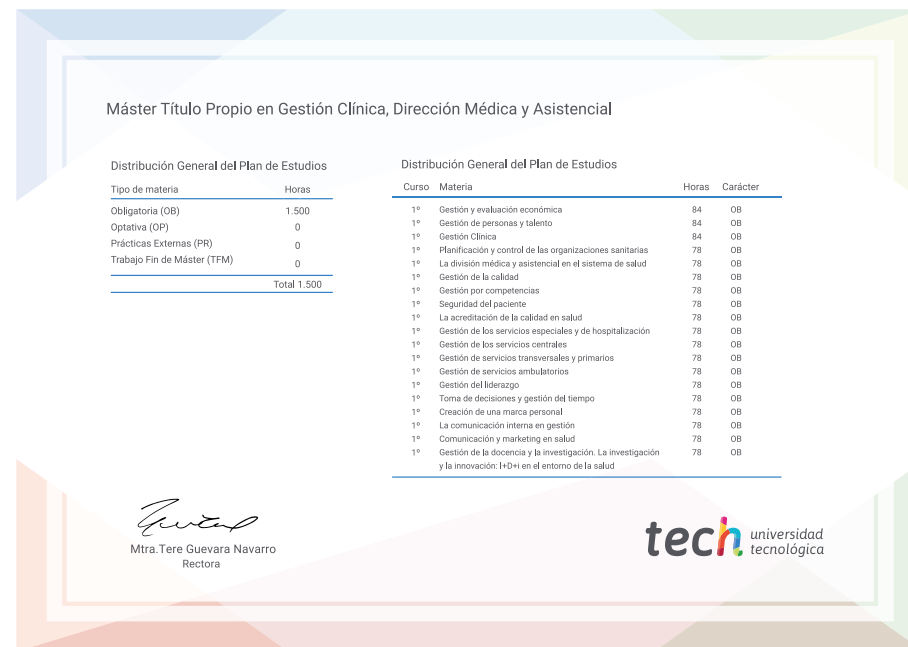 Máster Título Propio en Gestión Clínica, Dirección Médica y Asistencial
Distribución General del Plan de Estudios
Tipo de materia Horas
Obligatoria (OB) 1.500
Optativa (OP) 0
Prácticas Externas (PR) 0
Trabajo Fin de Máster (TFM) 0
Total 1.500
Distribución General del Plan de Estudios
Curso Materia Horas Carácter
1º Gestión y evaluación económica 84 OB
1º Gestión de personas y talento 84 OB
1º Gestión Clínica 84 OB
1º Planificación y control de las organizaciones sanitarias 78 OB
1º La división médica y asistencial en el sistema de salud 78 OB
1º Gestión de la calidad 78 OB
1º Gestión por competencias 78 OB
1º Seguridad del paciente 78 OB
1º La acreditación de la calidad en salud 78 OB
1º Gestión de los servicios especiales y de hospitalización 78 OB
1º Gestión de los servicios centrales 78 OB
1º Gestión de servicios transversales y primarios 78 OB
1º Gestión de servicios ambulatorios 78 OB
1º Gestión del liderazgo 78 OB
1º Toma de decisiones y gestión del tiempo 78 OB
1º Creación de una marca personal 78 OB
1º La comunicación interna en gestión 78 OB
1º Comunicación y marketing en salud 78 OB
1º Gestión de la docencia y la investigación. La investigación 78 OB
y la innovación: I+D+i en el entorno de la salud
Mtra.Tere Guevara Navarro
Rectora
tech universidad
tecnológica